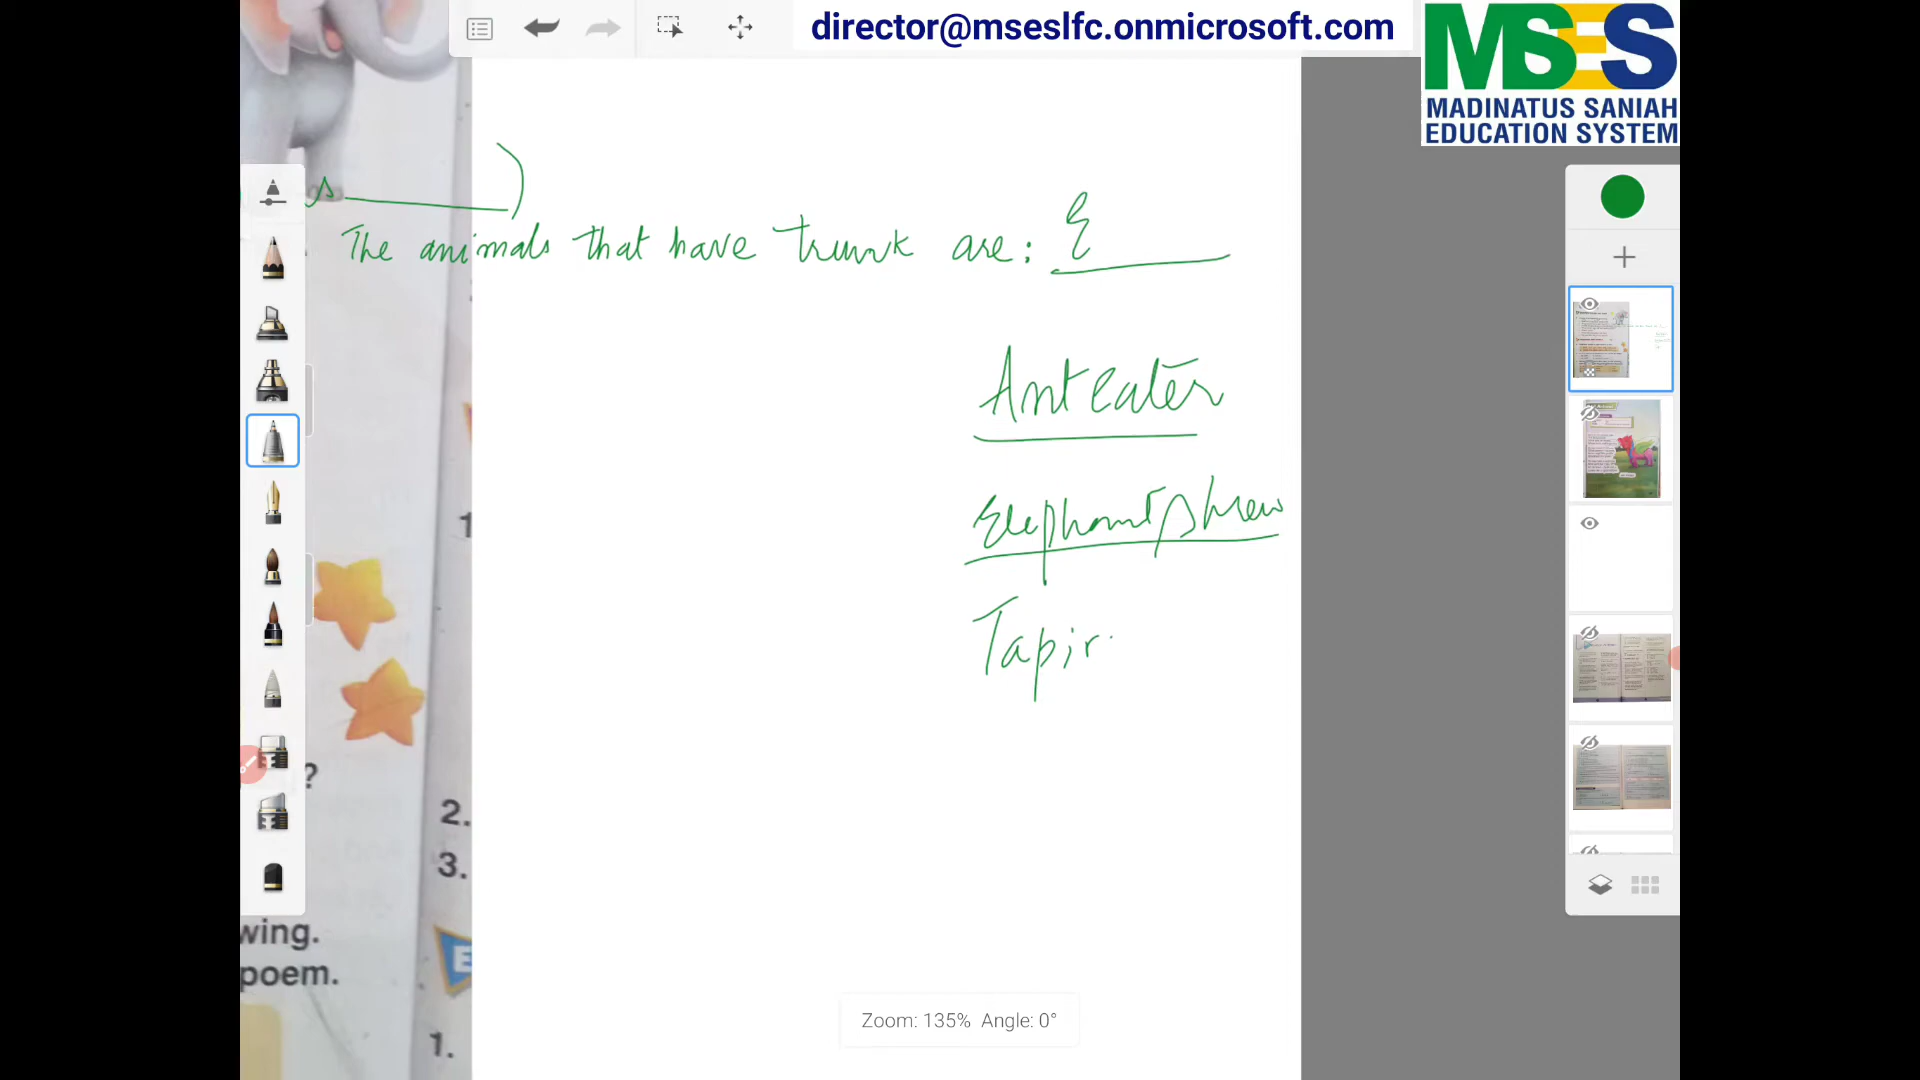 director@mseslfc.onmicrosoft.com
MSES
MADINATUS SANIAH
EDUCATION SYSTEM
s
The animals that have trunk are: E
Ant eater
Elephant shrew
Tapir.
1
?
2.
3.
wing.
poem.
E
1.
Zoom: 135% Angle: 0°